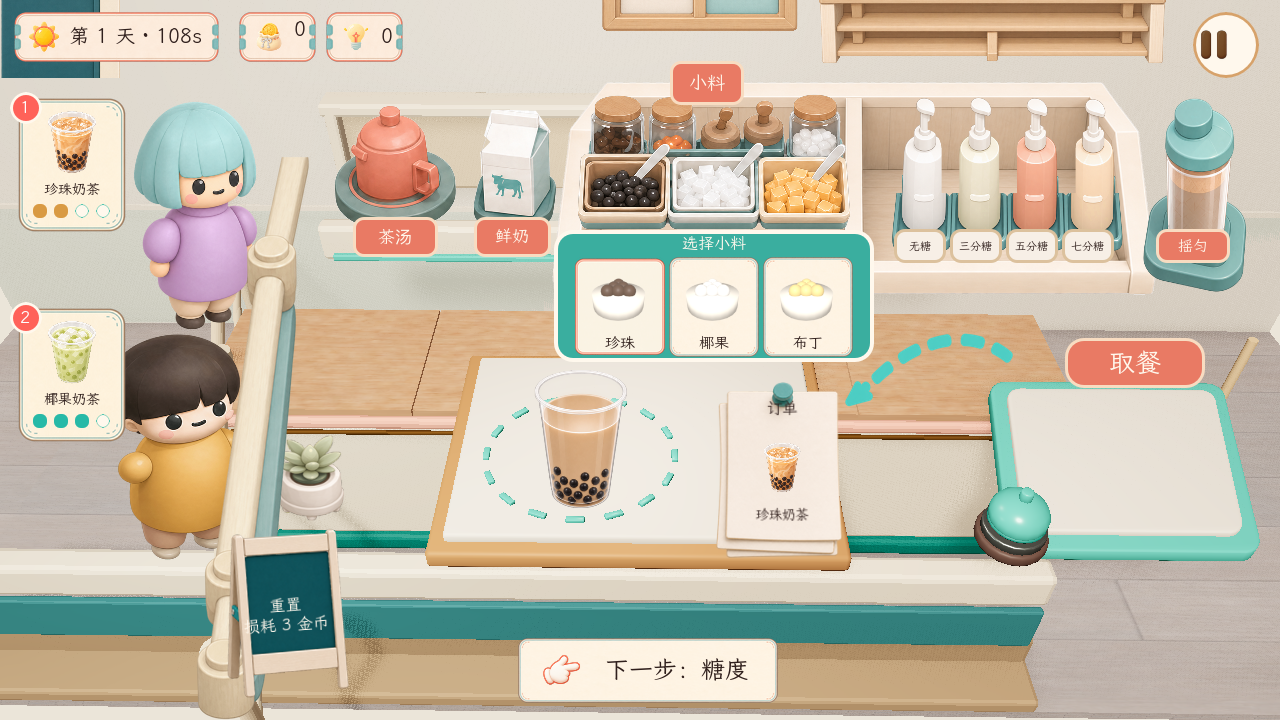 第 1 天·108s
0
0
小料
1
珍珠奶茶
茶汤
鲜奶
无糖
三分糖
五分糖
七分糖
摇匀
选择小料
珍珠
椰果
布丁
2
椰果奶茶
取餐
订单
珍珠奶茶
重置
损耗 3 金币
下一步: 糖度